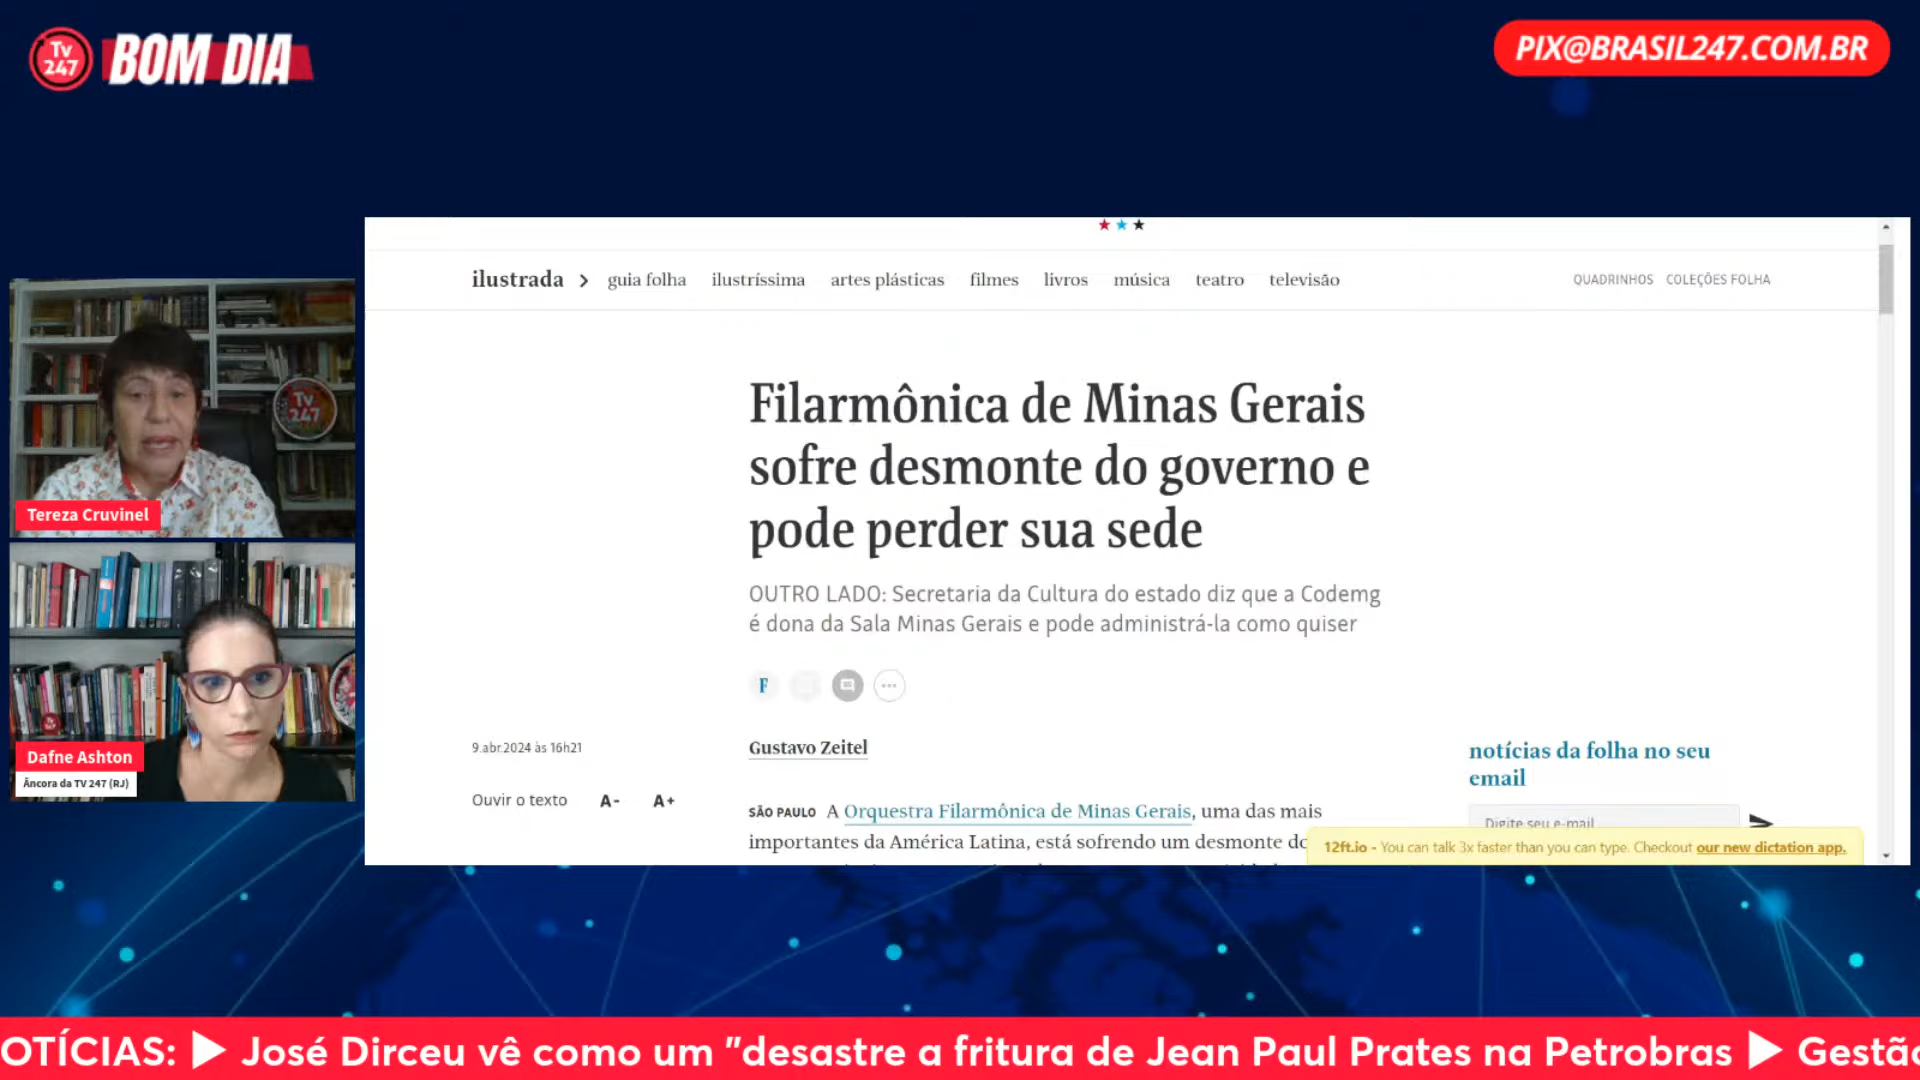 Tv
247
BOM DIA
PIX@BRASIL247.COM.BR
ilustrada guia folha ilustríssima artes plásticas filmes livros música teatro televisão QUADRINHOS COLEÇÕES FOLHA
Filarmônica de Minas Gerais
sofre desmonte do governo e
pode perder sua sede
OUTRO LADO: Secretaria da Cultura do estado diz que a Codemg
é dona da Sala Minas Gerais e pode administrá-la como quiser
F
9.abr.2024 às 16h21
Gustavo Zeitel
Ouvir o texto A- A+
SÃO PAULO A Orquestra Filarmônica de Minas Gerais, uma das mais
importantes da América Latina, está sofrendo um desmonte do
notícias da folha no seu
email
Digite seu e-mail
12ft.io - You can talk 3x faster than you can type. Checkout our new dictation app.
Tv
247
Tereza Cruvinel
Dafne Ashton
Âncora da TV 247 (RJ)
OTÍCIAS: ▶ José Dirceu vê como um "desastre a fritura de Jean Paul Prates na Petrobras ▶ Gestão